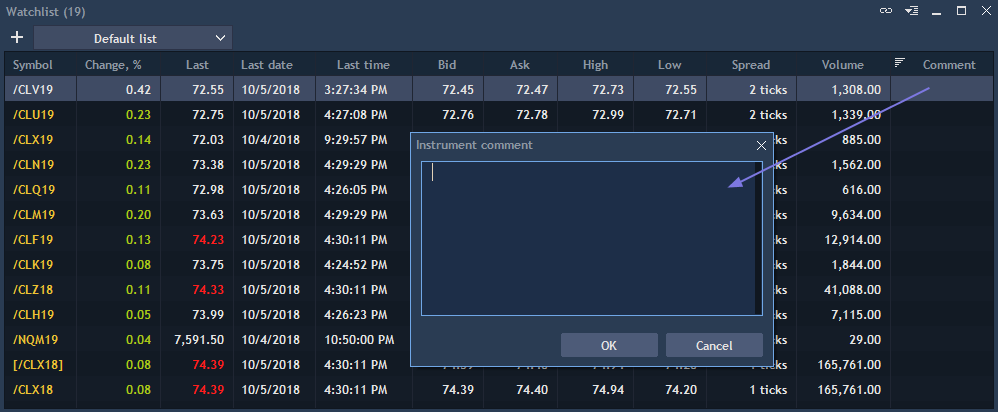 Watchlist (19)
Default list
Symbol Change, % Last Last date Last time Bid Ask High Low Spread Volume Comment
/CLV19 0.42 72.55 10/5/2018 3:27:34 PM 72.45 72.47 72.73 72.55 2 ticks 1,308.00
/CLU19 0.23 72.75 10/5/2018 4:27:08 PM 72.76 72.78 72.99 72.71 2 ticks 1,339.00
/CLX19 0.14 72.03 10/4/2018 9:29:57 PM Instrument comment 885.00
/CLN19 0.23 73.38 10/5/2018 4:29:29 PM ticks 1,562.00
/CLQ19 0.11 72.98 10/5/2018 4:26:05 PM ticks 616.00
/CLM19 0.20 73.63 10/5/2018 4:29:29 PM ticks 9,634.00
/CLF19 0.13 74.23 10/5/2018 4:30:11 PM ticks 12,914.00
/CLK19 0.08 73.75 10/5/2018 4:24:52 PM ticks 1,844.00
/CLZ18 0.11 74.33 10/5/2018 4:30:11 PM ticks 41,088.00
/CLH19 0.05 73.99 10/5/2018 4:26:23 PM ticks 7,115.00
/NQM19 0.04 7,591.50 10/4/2018 10:50:00 PM OK Cancel 29.00
[/CLX18] 0.08 74.39 10/5/2018 4:30:11 PM ticks 165,761.00
/CLX18 0.08 74.39 10/5/2018 4:30:11 PM 74.39 74.40 74.94 74.20 1 ticks 165,761.00